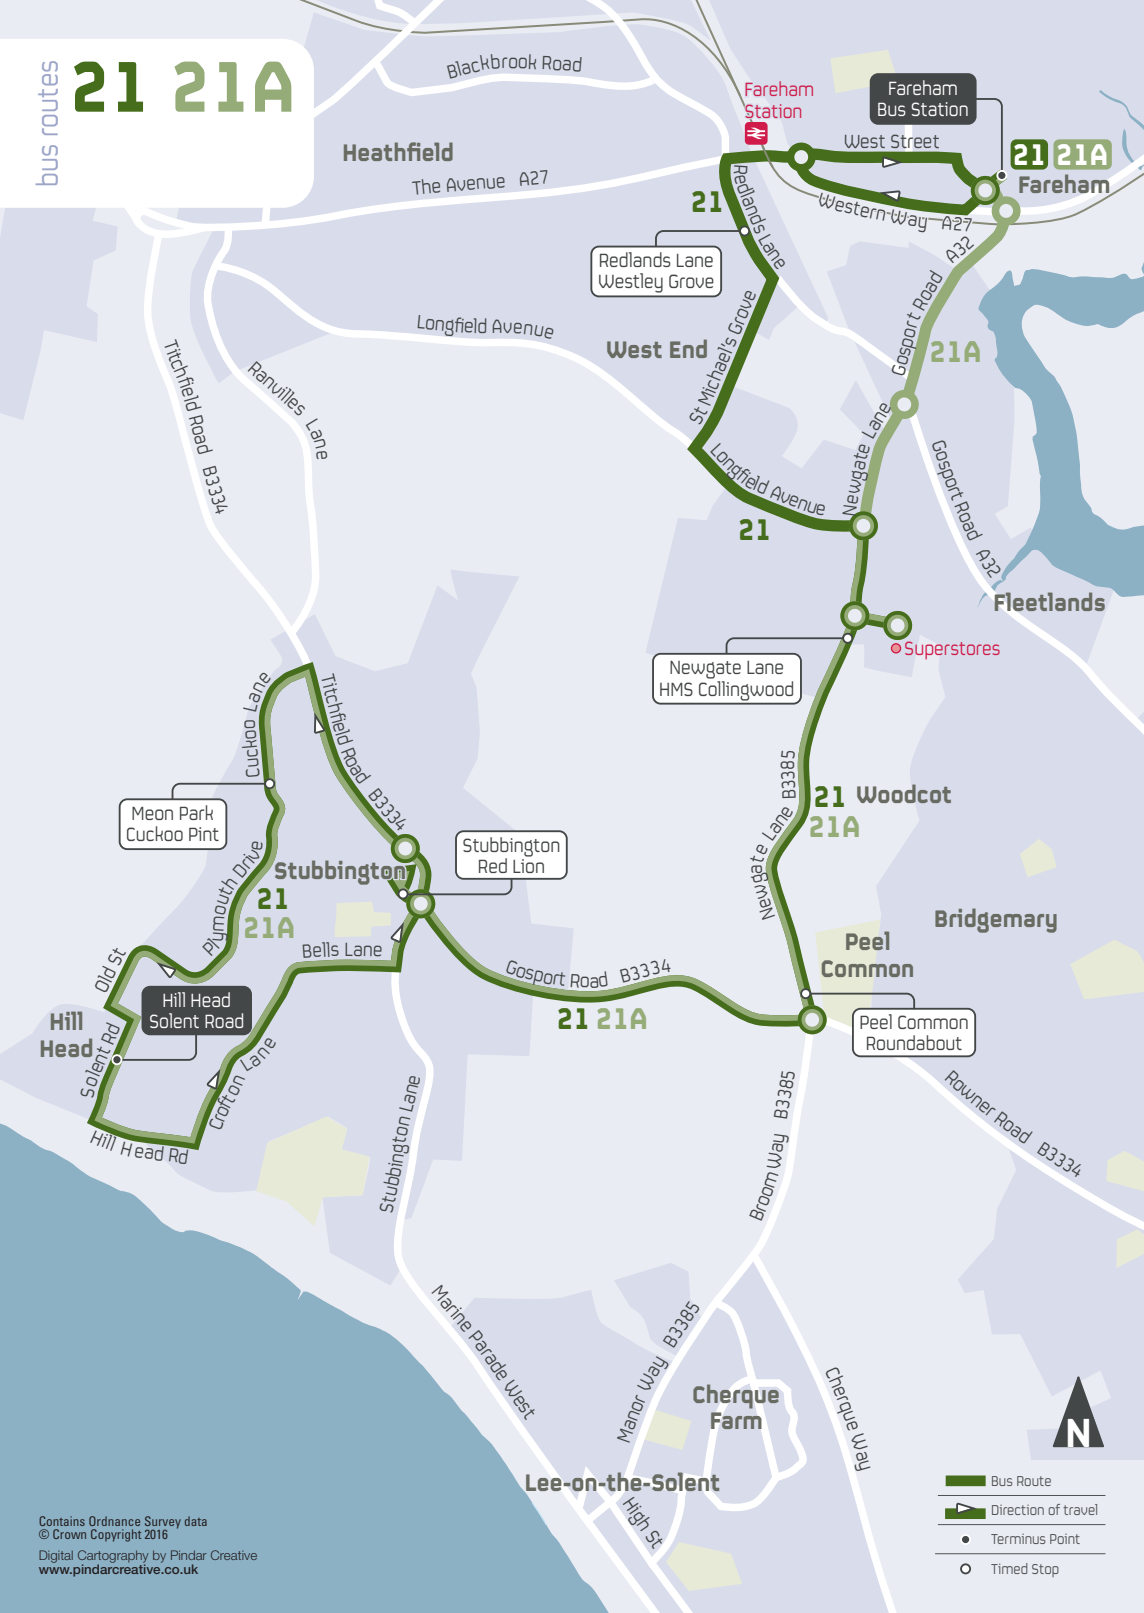 bus routes
21 21A
Blackbrook Road
Heathfield
The Avenue A27
Fareham
Station
Fareham
Bus Station
West Street
21 21A
Fareham
Western Way A27
21
Redlands Lane
Redlands Lane
Westley Grove
A32
Gosport Road
21A
Longfield Avenue
West End
St Michael's Grove
Titchfield Road B3334
Ranvilles Lane
Newgate Lane
Gosport Road A32
Longfield Avenue
21
Fleetlands
Superstores
Newgate Lane
HMS Collingwood
Cuckoo Lane
Titchfield Road B3334
Meon Park
Cuckoo Pint
Newgate Lane B3385
21 Woodcot
21A
Stubbington
Stubbington
Red Lion
Plymouth Drive
21
21A
Bridgemary
Peel
Common
Old St
Bells Lane
Gosport Road B3334
21 21A
Hill Head
Solent Road
Hill
Head
Solent Rd
Peel Common
Roundabout
Crofton Lane
Hill Head Rd
Stubbington Lane
Broom Way B3385
Rowner Road B3334
Marine Parade West
Manor Way B3385
Cherque
Farm
Cherque Way
N
Lee-on-the-Solent
High St
Bus Route
Direction of travel
Terminus Point
Timed Stop
Contains Ordnance Survey data
© Crown Copyright 2016
Digital Cartography by Pindar Creative
www.pindarcreative.co.uk